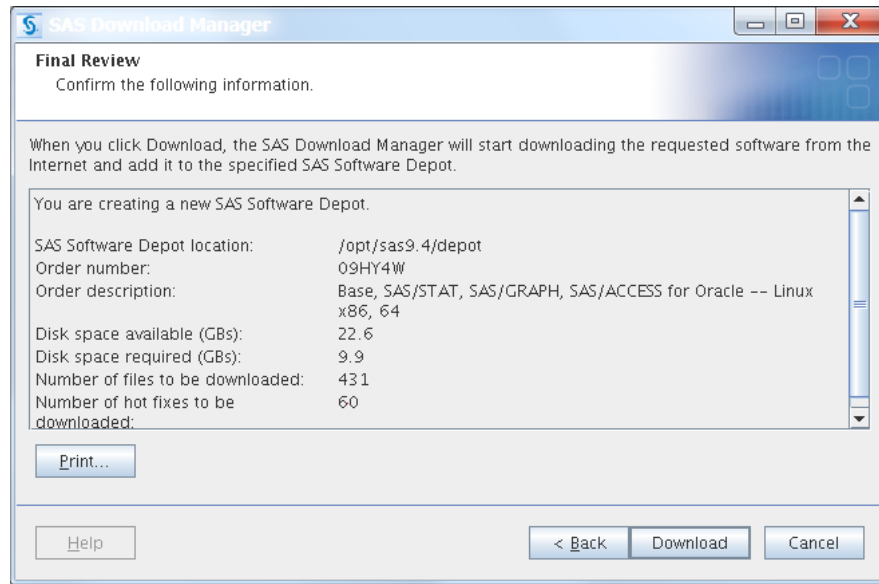 SAS Download Manager
Final Review
Confirm the following information.
When you click Download, the SAS Download Manager will start downloading the requested software from the
Internet and add it to the specified SAS Software Depot.
You are creating a new SAS Software Depot.
SAS Software Depot location: /opt/sas9.4/depot
Order number: 09HY4W
Order description: Base, SAS/STAT, SAS/GRAPH, SAS/ACCESS for Oracle -- Linux
x86, 64
Disk space available (GBs): 22.6
Disk space required (GBs): 9.9
Number of files to be downloaded: 431
Number of hot fixes to be 60
downloaded:
Print...
Help < Back Download Cancel